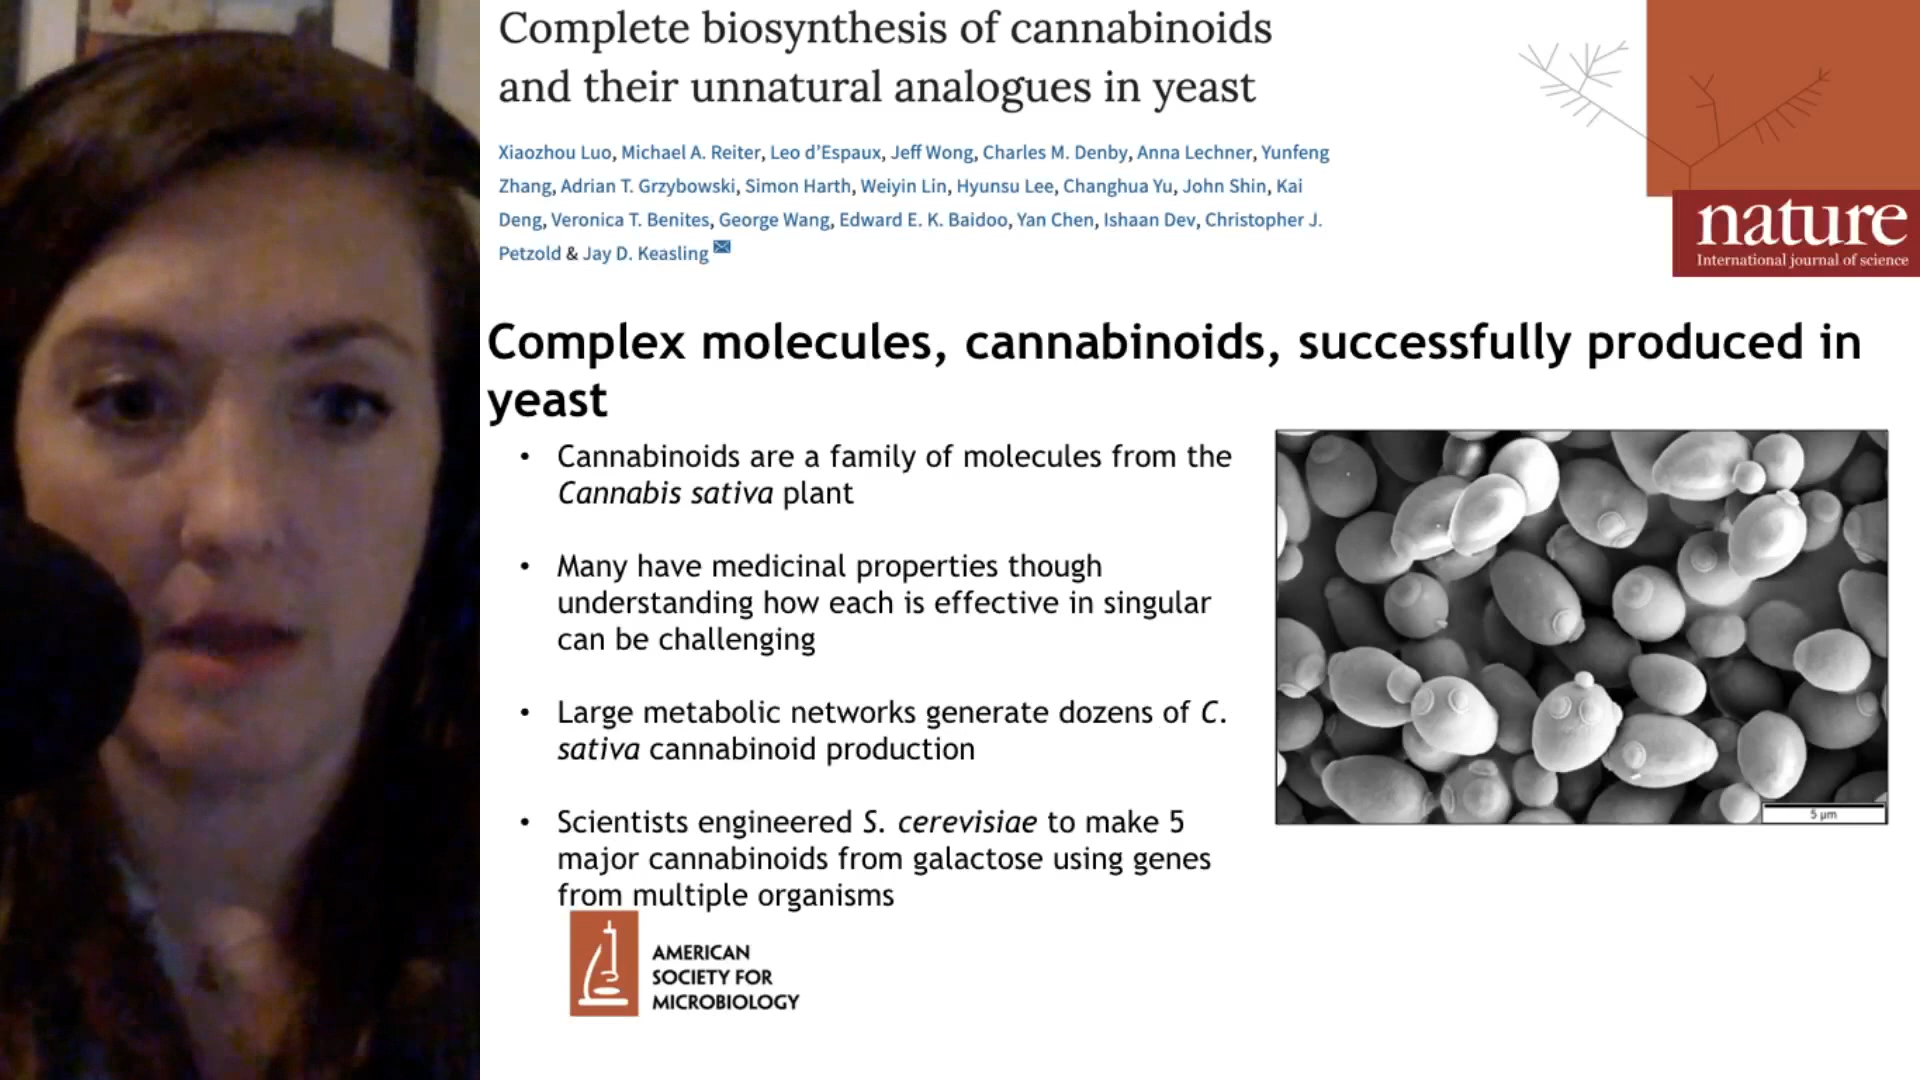 Complete biosynthesis of cannabinoids
and their unnatural analogues in yeast
Xiaozhou Luo, Michael A. Reiter, Leo d'Espaux, Jeff Wong, Charles M. Denby, Anna Lechner, Yunfeng
Zhang, Adrian T. Grzybowski, Simon Harth, Weiyin Lin, Hyunsu Lee, Changhua Yu, John Shin, Kai
Deng, Veronica T. Benites, George Wang, Edward E. K. Baidoo, Yan Chen, Ishaan Dev, Christopher J.
Petzold & Jay D. Keasling
nature
International journal of science
Complex molecules, cannabinoids, successfully produced in
yeast
• Cannabinoids are a family of molecules from the
Cannabis sativa plant
• Many have medicinal properties though
understanding how each is effective in singular
can be challenging
• Large metabolic networks generate dozens of C.
sativa cannabinoid production
• Scientists engineered S. cerevisiae to make 5
major cannabinoids from galactose using genes
from multiple organisms
5 µm
AMERICAN
SOCIETY FOR
MICROBIOLOGY